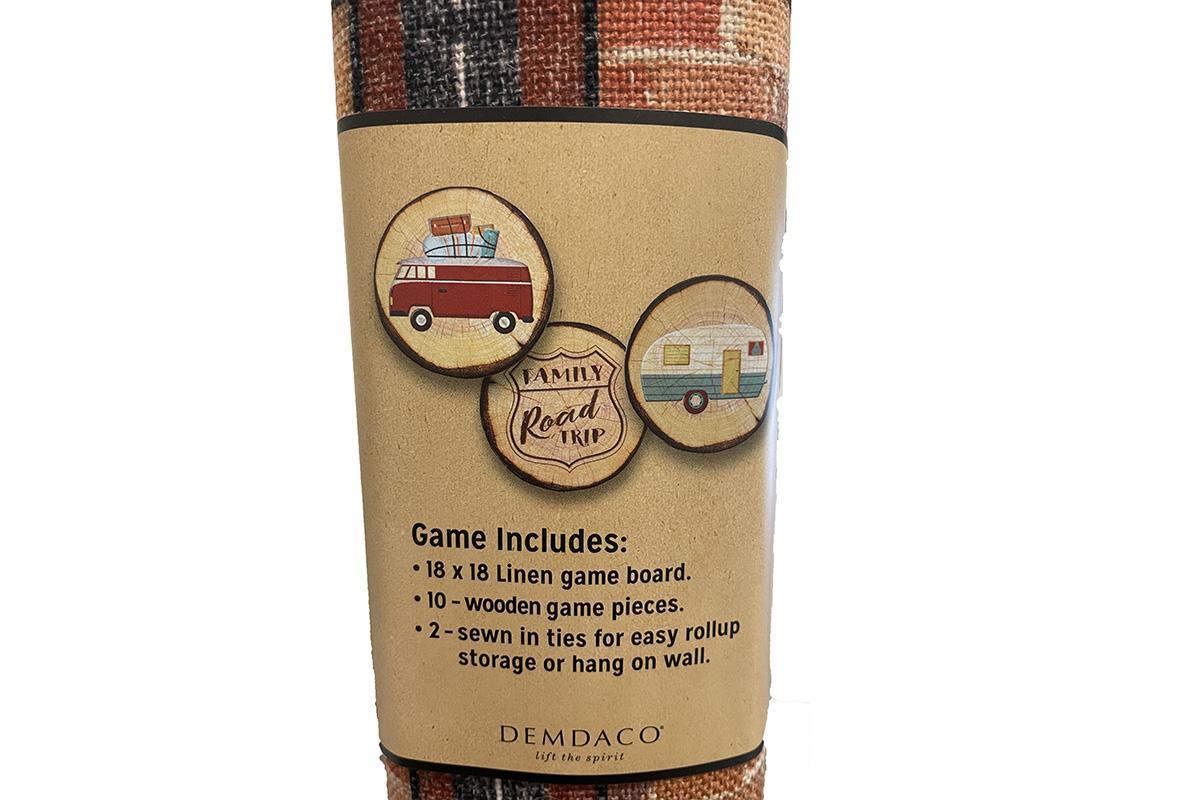 FAMILY
Road
TRIP
Game Includes:
• 18 x 18 Linen game board.
• 10 – wooden game pieces.
• 2 – sewn in ties for easy rollup
storage or hang on wall.
DEMDACO®
lift the spirit